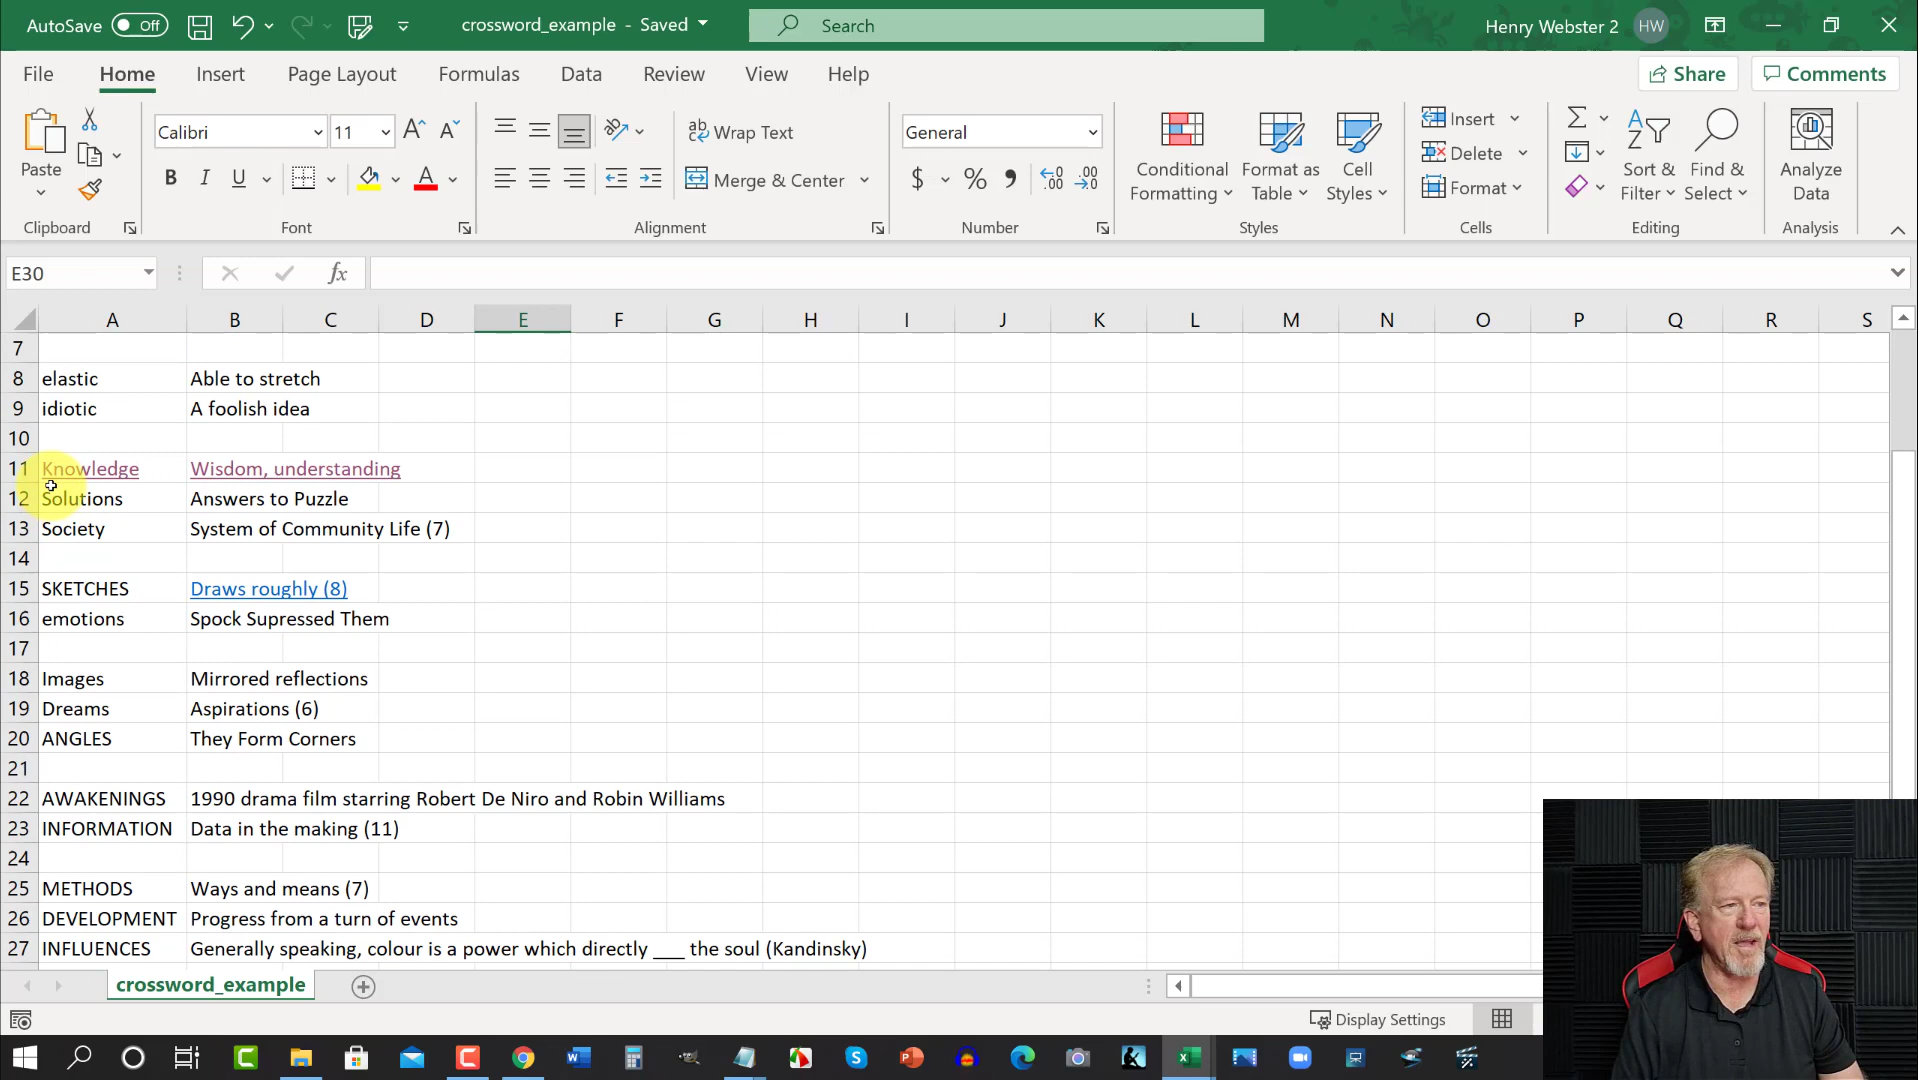 AutoSave Off crossword_example - Saved Search Henry Webster 2 HW
File Home Insert Page Layout Formulas Data Review View Help Share Comments
Paste
Calibri 11
Wrap Text
Merge & Center
General
Conditional Formatting
Format as Table
Cell Styles
Insert
Delete
Format
Sort & Filter
Find & Select
Analyze Data
Clipboard Font Alignment Number Styles Cells Editing Analysis
E30 fx
A B C D E F G H I J K L M N O P Q R S
7
8 elastic Able to stretch
9 idiotic A foolish idea
10
11 Knowledge Wisdom, understanding
12 Solutions Answers to Puzzle
13 Society System of Community Life (7)
14
15 SKETCHES Draws roughly (8)
16 emotions Spock Supressed Them
17
18 Images Mirrored reflections
19 Dreams Aspirations (6)
20 ANGLES They Form Corners
21
22 AWAKENINGS 1990 drama film starring Robert De Niro and Robin Williams
23 INFORMATION Data in the making (11)
24
25 METHODS Ways and means (7)
26 DEVELOPMENT Progress from a turn of events
27 INFLUENCES Generally speaking, colour is a power which directly ___ the soul (Kandinsky)
crossword_example
Display Settings